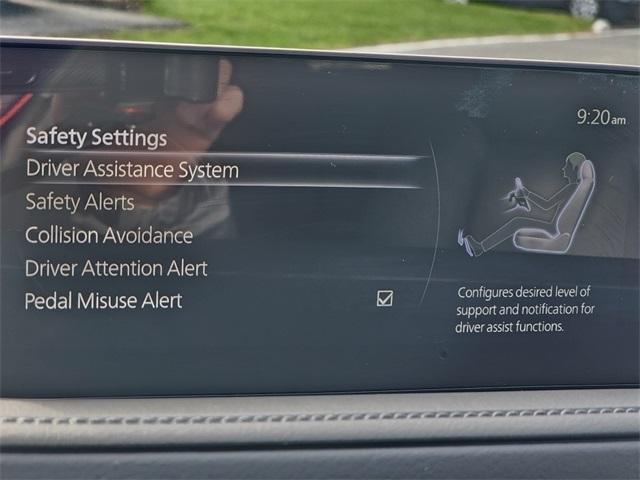 9:20am
Safety Settings
Driver Assistance System
Safety Alerts
Collision Avoidance
Driver Attention Alert
Pedal Misuse Alert
Configures desired level of
support and notification for
driver assist functions.